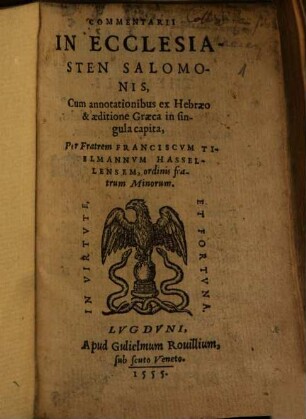 COMMENTARII
IN ECCLESIA-
STEN SALOMO-
NIS,
Cum annotationibus ex Hebræo
& æditione Græca in sin-
gula capita,
Per Fratrem FRANCISCVM TI-
ELMANNVM HASSEL-
LENSEM, ordinis fra-
trum Minorum.
IN VIRTVTE,
ET FORTVNA.
LVGDVNI,
Apud Gulielmum Rouillium,
sub scuto Veneto.
1555.